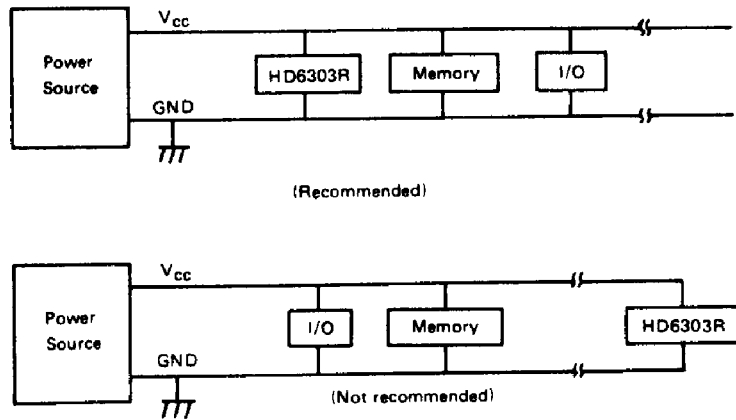 Power
Source
VCC
GND
HD6303R
Memory
I/O
(Recommended)
Power
Source
VCC
GND
I/O
Memory
HD6303R
(Not recommended)